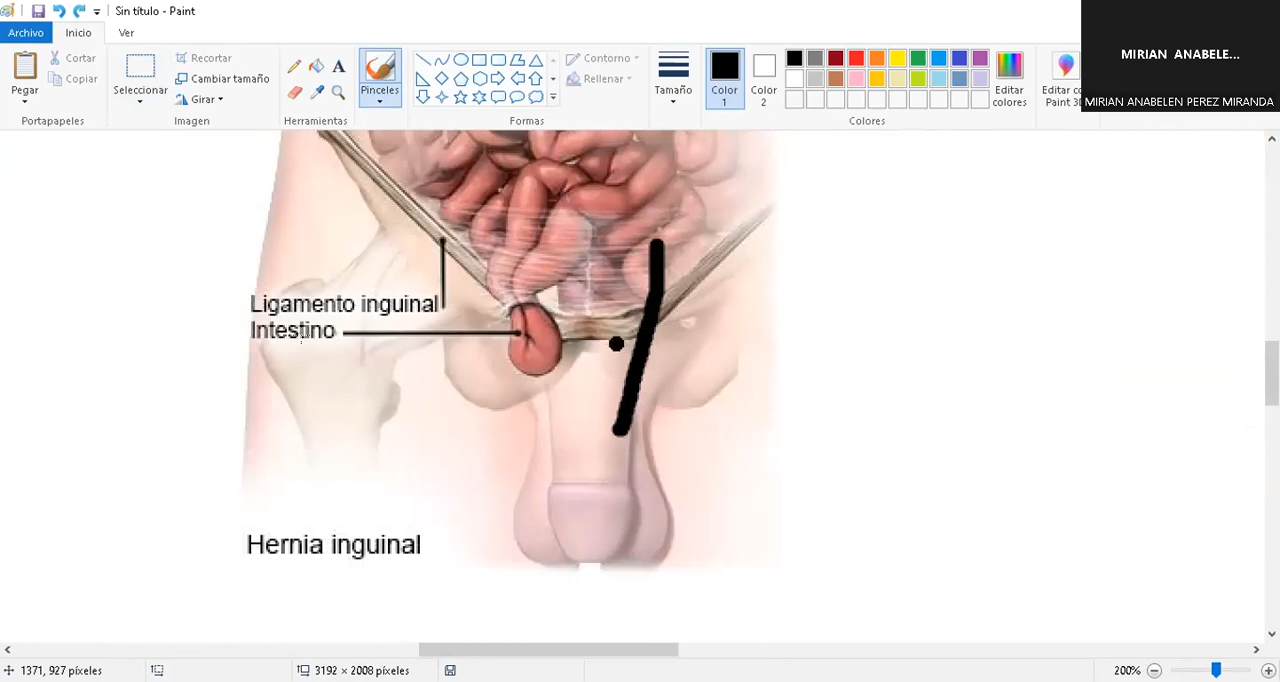 Sin título - Paint
Archivo
Inicio
Ver
Pegar
Cortar
Copiar
Portapapeles
Seleccionar
Recortar
Cambiar tamaño
Girar
Imagen
A
Herramientas
Pinceles
Contorno
Rellenar
Formas
Tamaño
Color
1
Color
2
Editar
colores
Colores
Editar co
Paint 3D
MIRIAN ANABELE...
MIRIAN ANABELEN PEREZ MIRANDA
Ligamento inguinal
Intestino
Hernia inguinal
1371, 927 píxeles
3192 × 2008 píxeles
200%